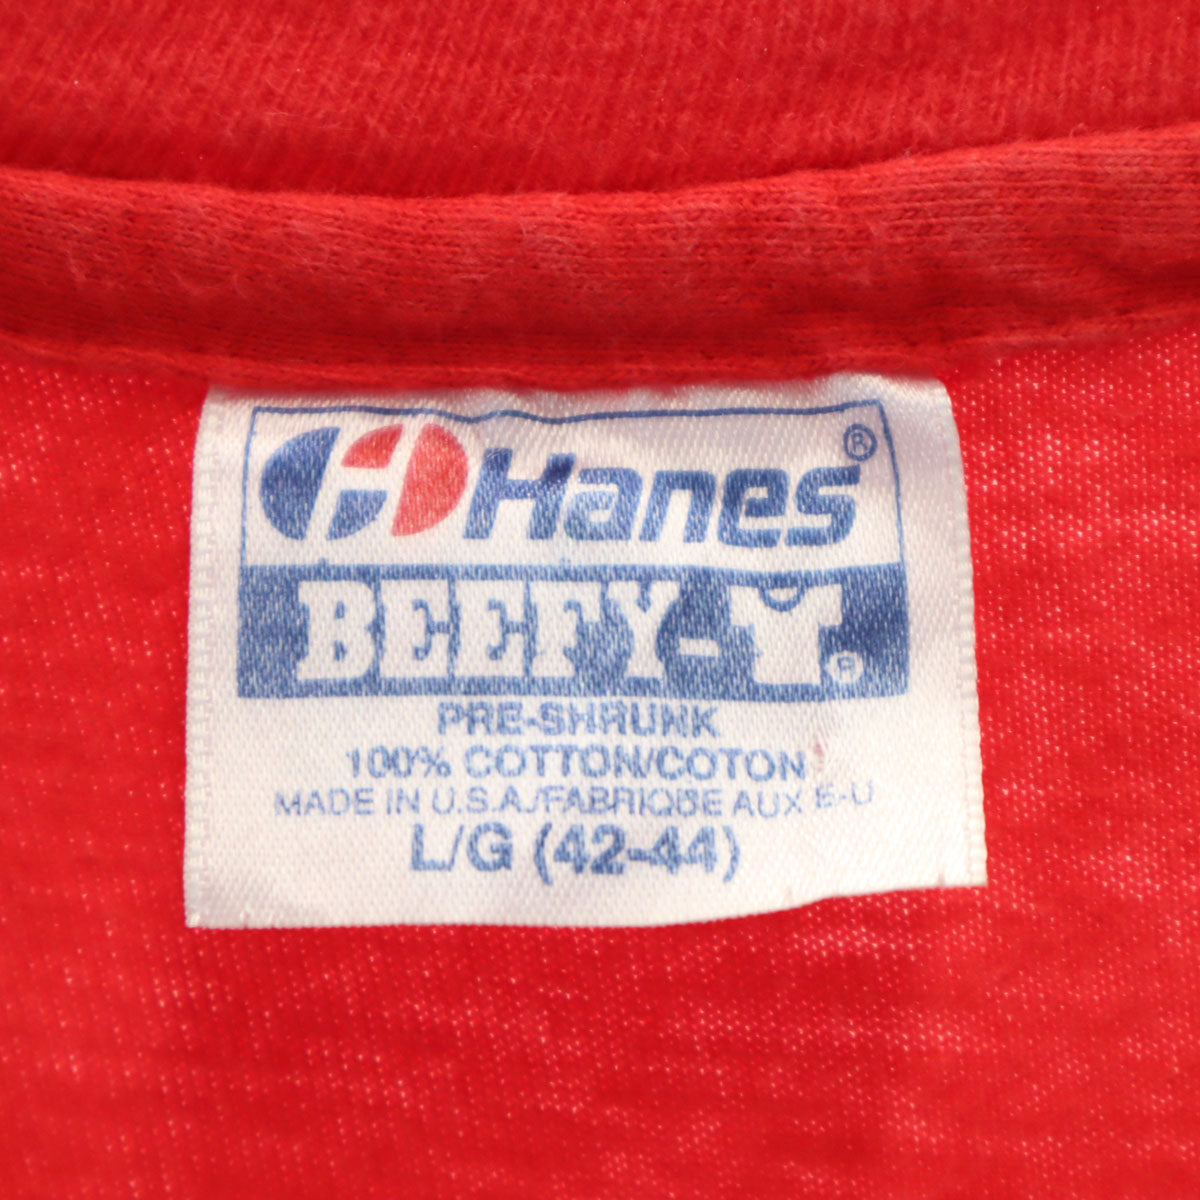 Hanes®
BEEFY-T®
PRE-SHRUNK
100% COTTON/COTON
MADE IN U.S.A./FABRIQUE AUX E-U
L/G (42-44)